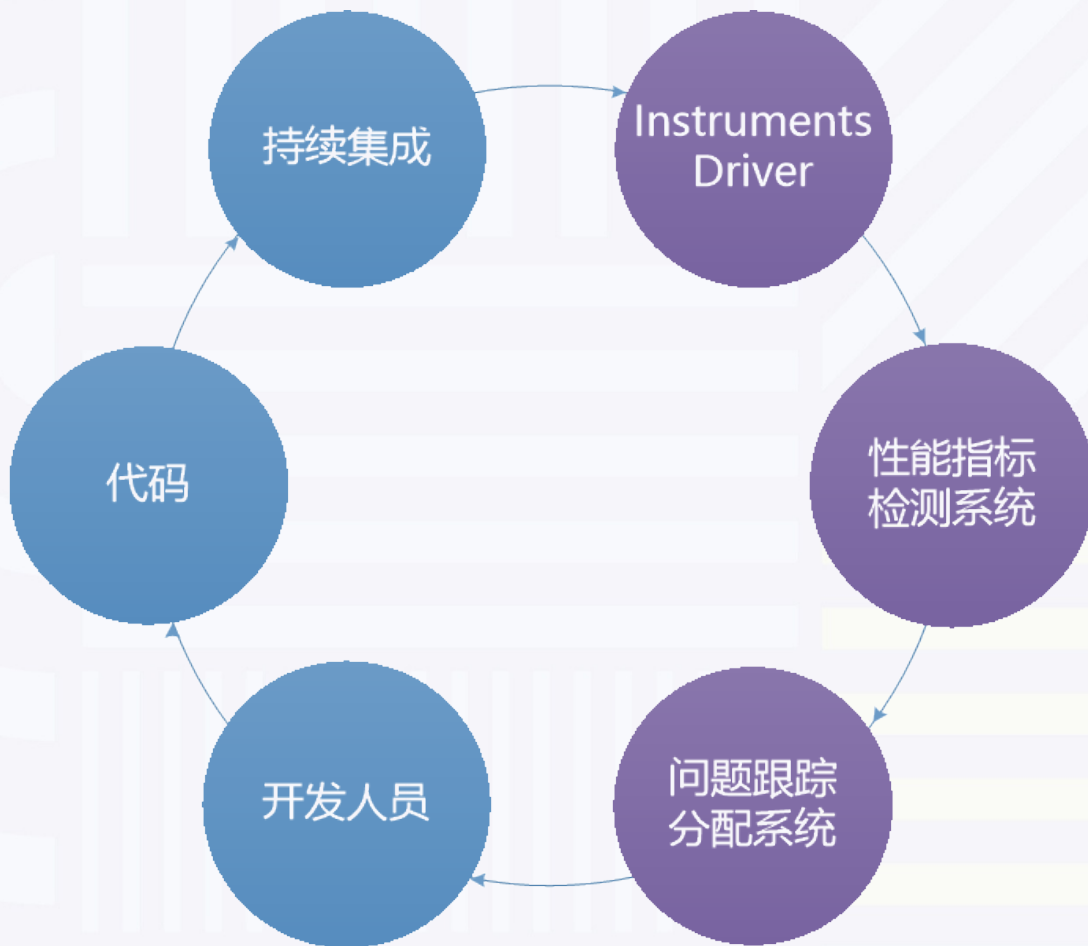 持续集成
Instruments
Driver
代码
性能指标
检测系统
开发人员
问题跟踪
分配系统